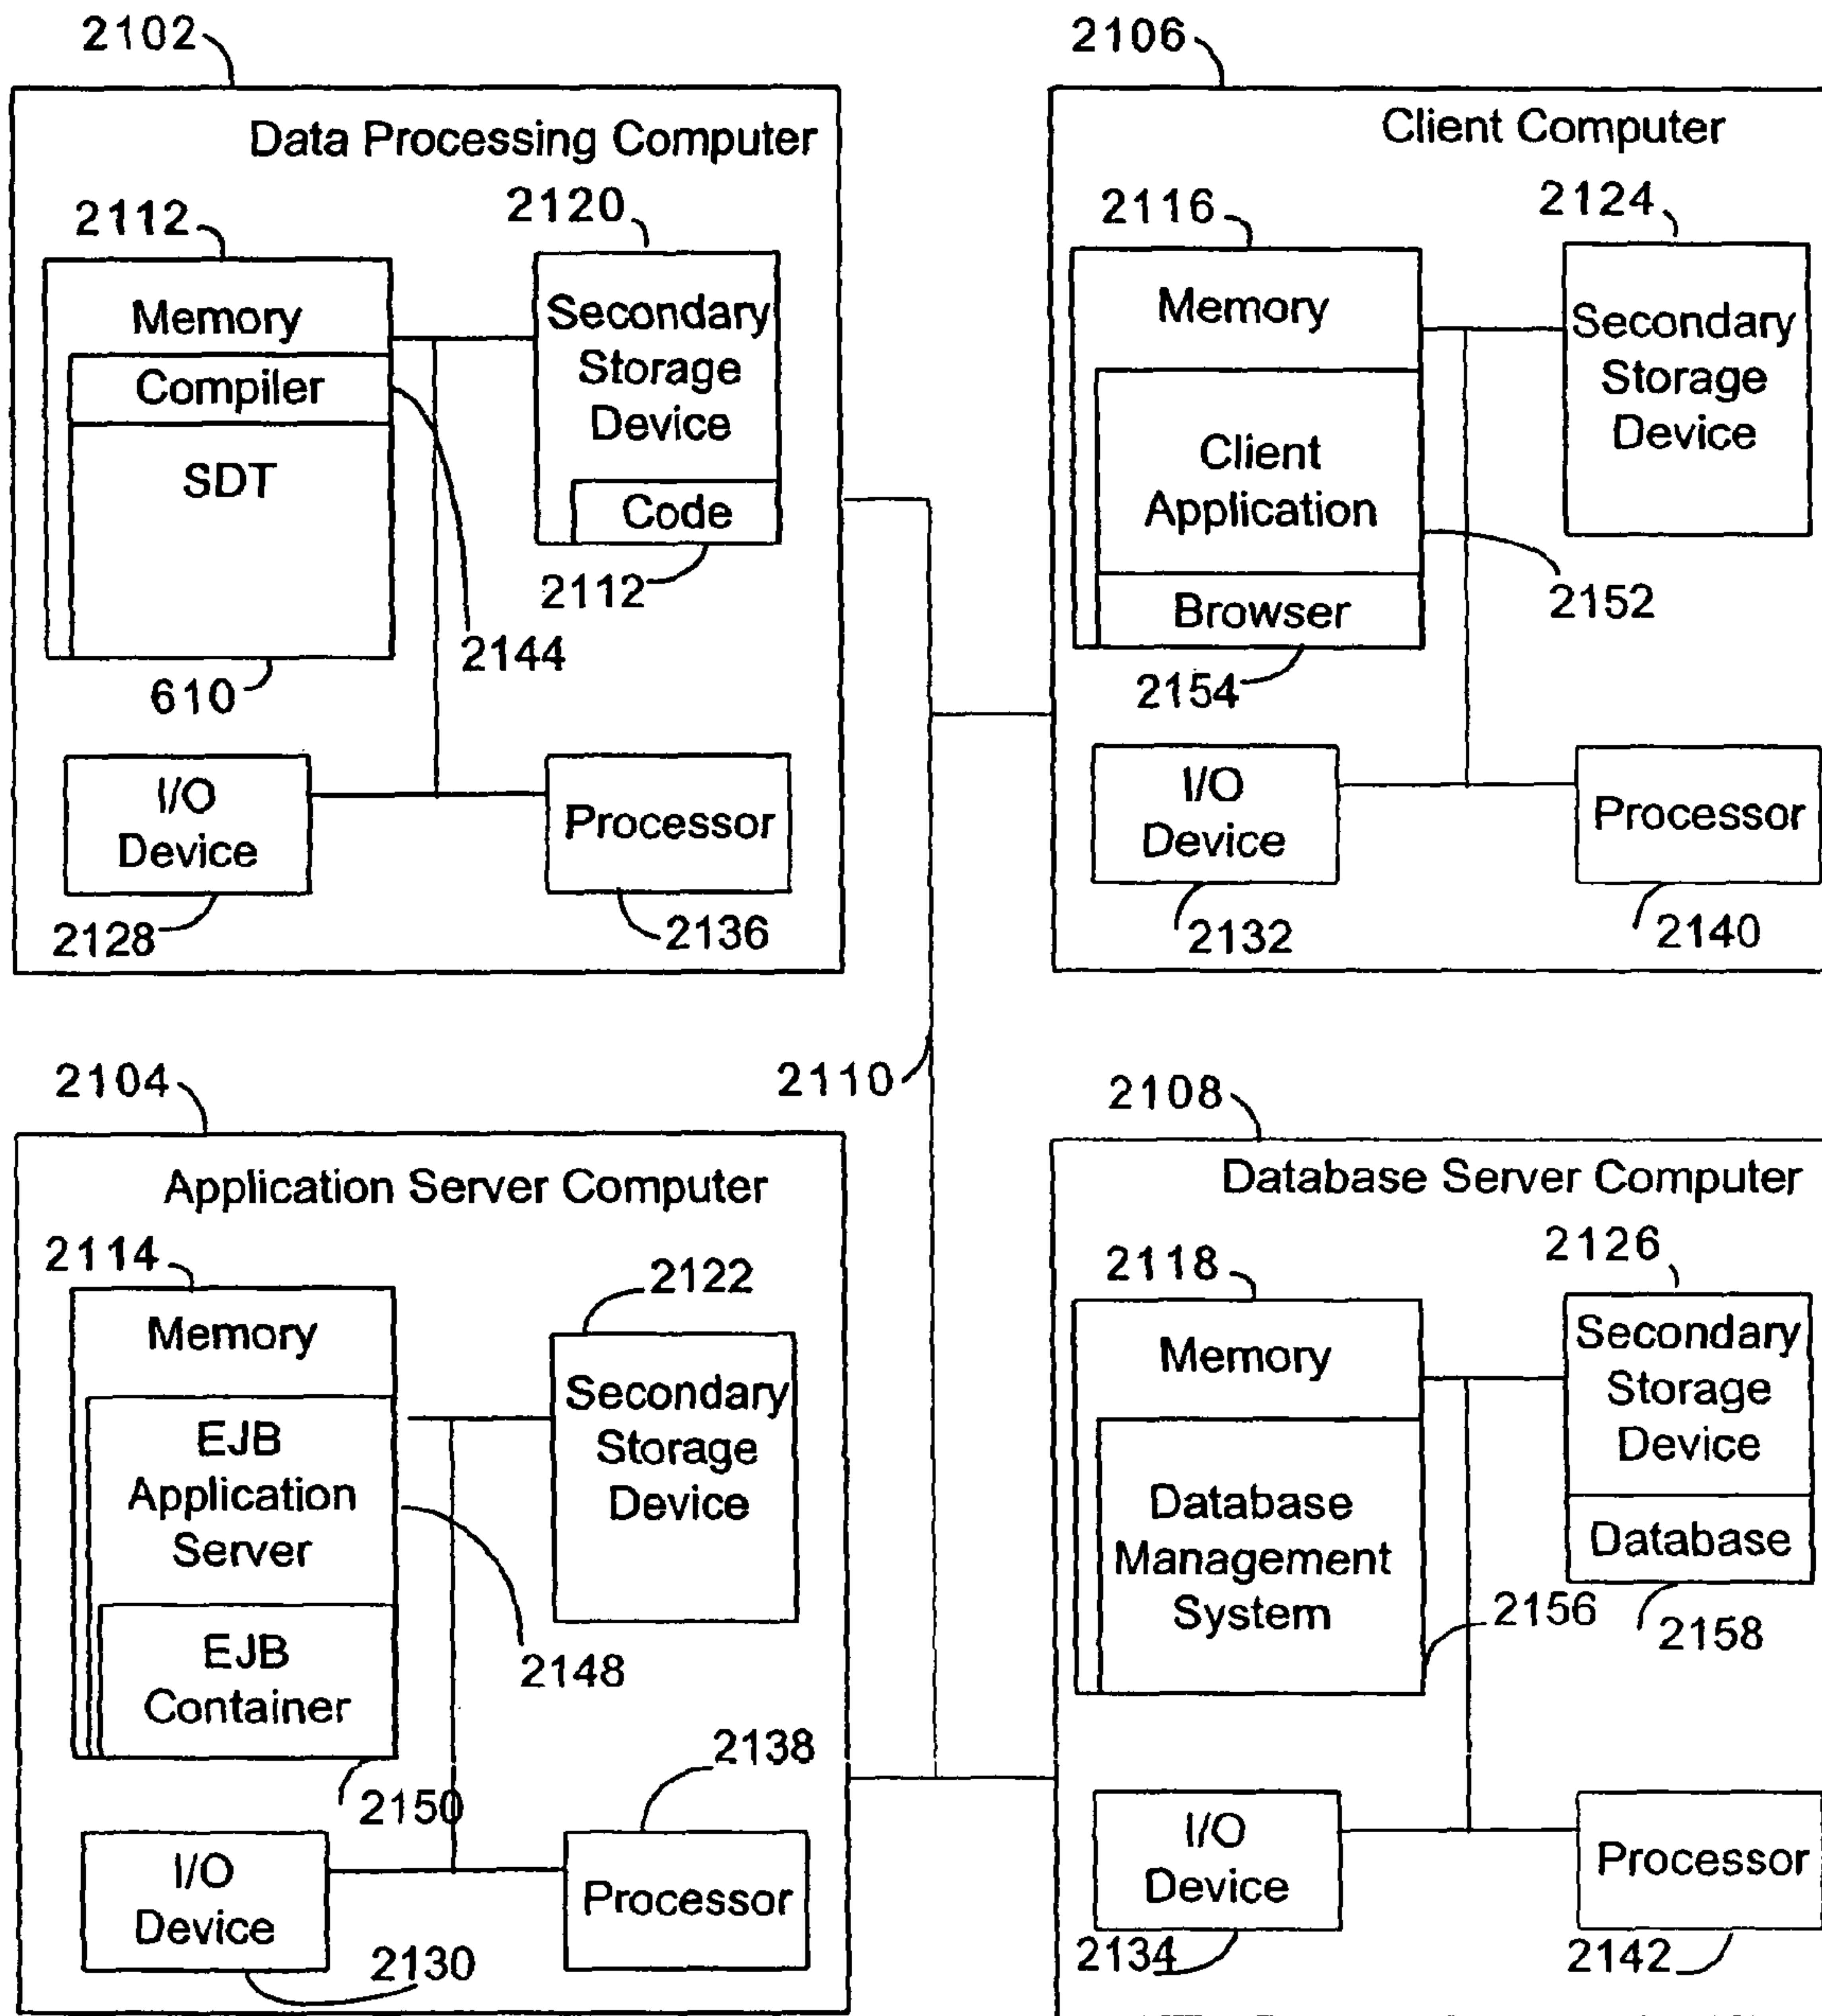 2102
Data Processing Computer
2112
2120
Memory
Compiler
SDT
Secondary
Storage
Device
Code
2112
2144
610
I/O
Device
Processor
2128
2136
2106
Client Computer
2116
2124
Memory
Client
Application
Browser
Secondary
Storage
Device
2152
2154
I/O
Device
Processor
2132
2140
2110
2104
Application Server Computer
2114
2122
Memory
EJB
Application
Server
EJB
Container
Secondary
Storage
Device
2148
2150
2138
I/O
Device
Processor
2130
2108
Database Server Computer
2118
2126
Memory
Database
Management
System
Secondary
Storage
Device
Database
2156
2158
I/O
Device
Processor
2134
2142